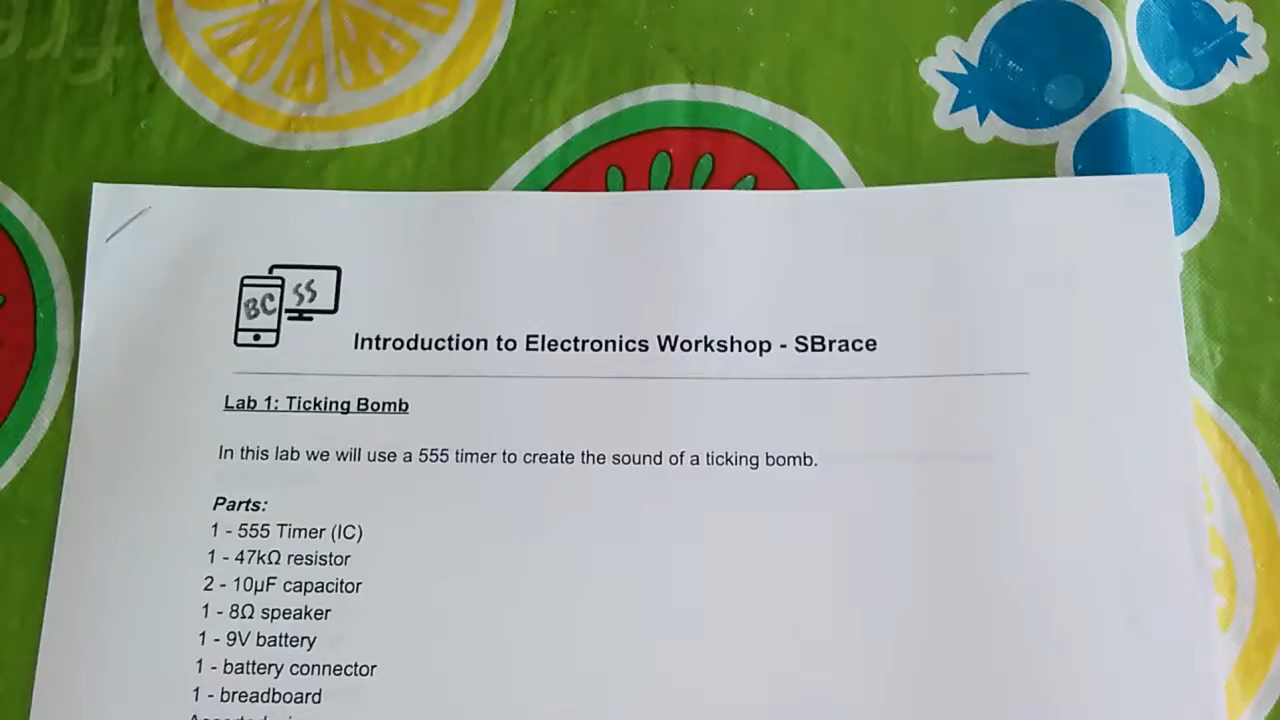 BC SS
Introduction to Electronics Workshop - SBrace
Lab 1: Ticking Bomb
In this lab we will use a 555 timer to create the sound of a ticking bomb.
Parts:
1 - 555 Timer (IC)
1 - 47kΩ resistor
2 - 10µF capacitor
1 - 8Ω speaker
1 - 9V battery
1 - battery connector
1 - breadboard